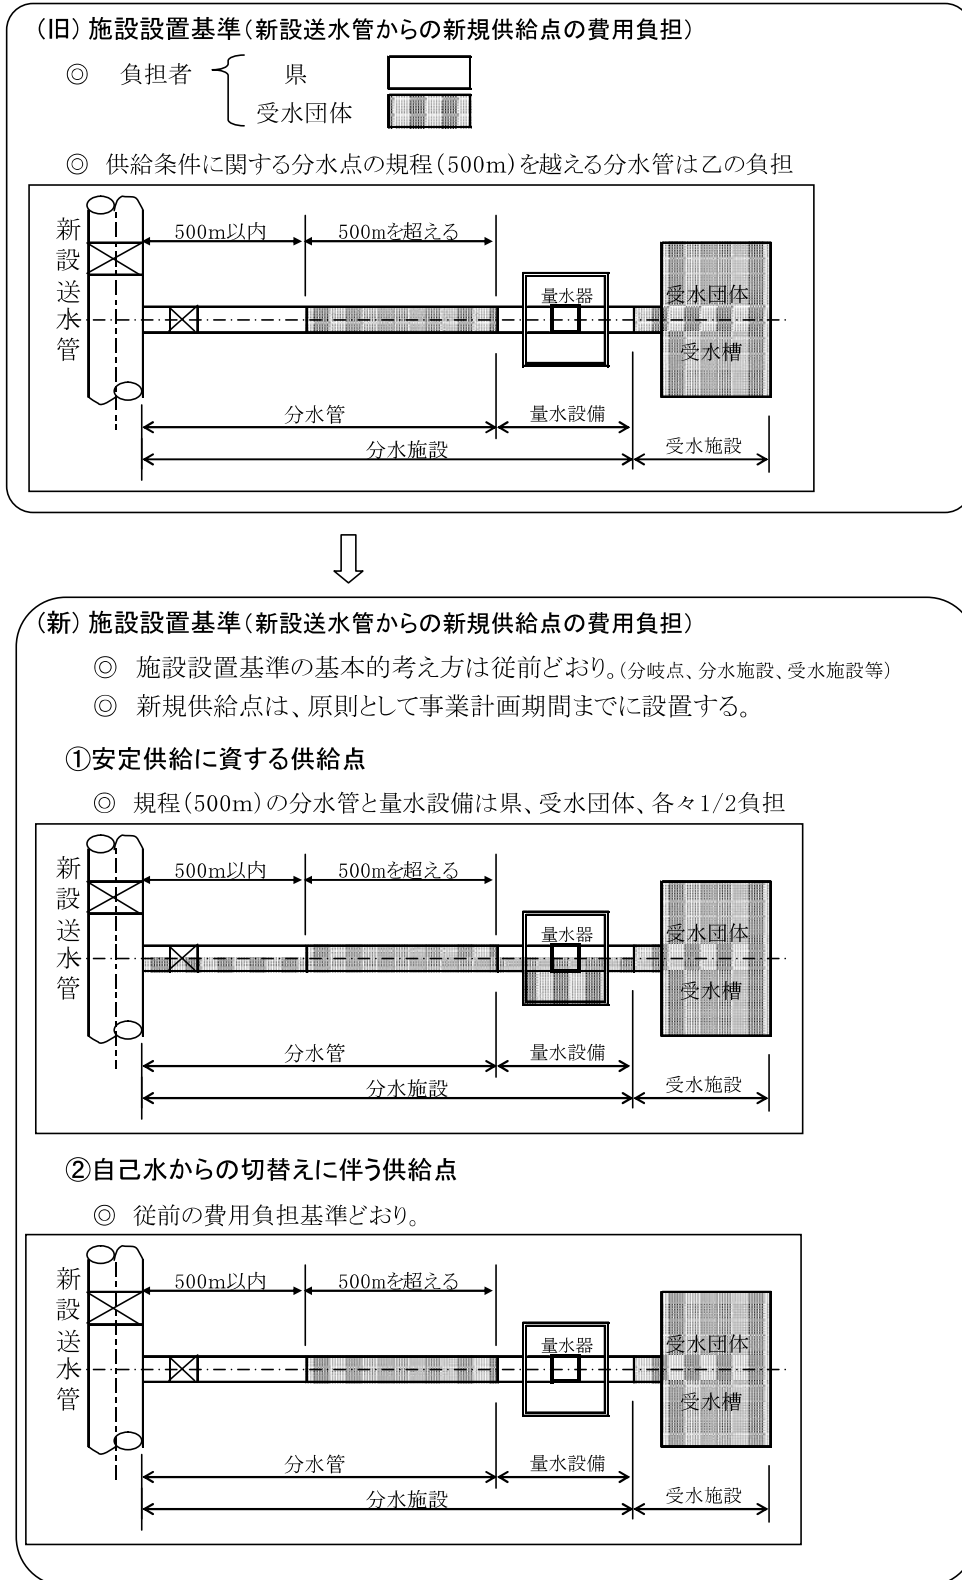 (旧)施設設置基準(新設送水管からの新規供給点の費用負担)
◎ 負担者 県
受水団体
◎ 供給条件に関する分水点の規程(500m)を越える分水管は乙の負担
新設送水管
500m以内
500mを超える
量水器
受水団体
受水槽
分水管
量水設備
分水施設
受水施設
(新)施設設置基準(新設送水管からの新規供給点の費用負担)
◎ 施設設置基準の基本的考え方は従前どおり。(分岐点、分水施設、受水施設等)
◎ 新規供給点は、原則として事業計画期間までに設置する。
①安定供給に資する供給点
◎ 規程(500m)の分水管と量水設備は県、受水団体、各々1/2負担
新設送水管
500m以内
500mを超える
量水器
受水団体
受水槽
分水管
量水設備
分水施設
受水施設
②自己水からの切替えに伴う供給点
◎ 従前の費用負担基準どおり。
新設送水管
500m以内
500mを超える
量水器
受水団体
受水槽
分水管
量水設備
分水施設
受水施設